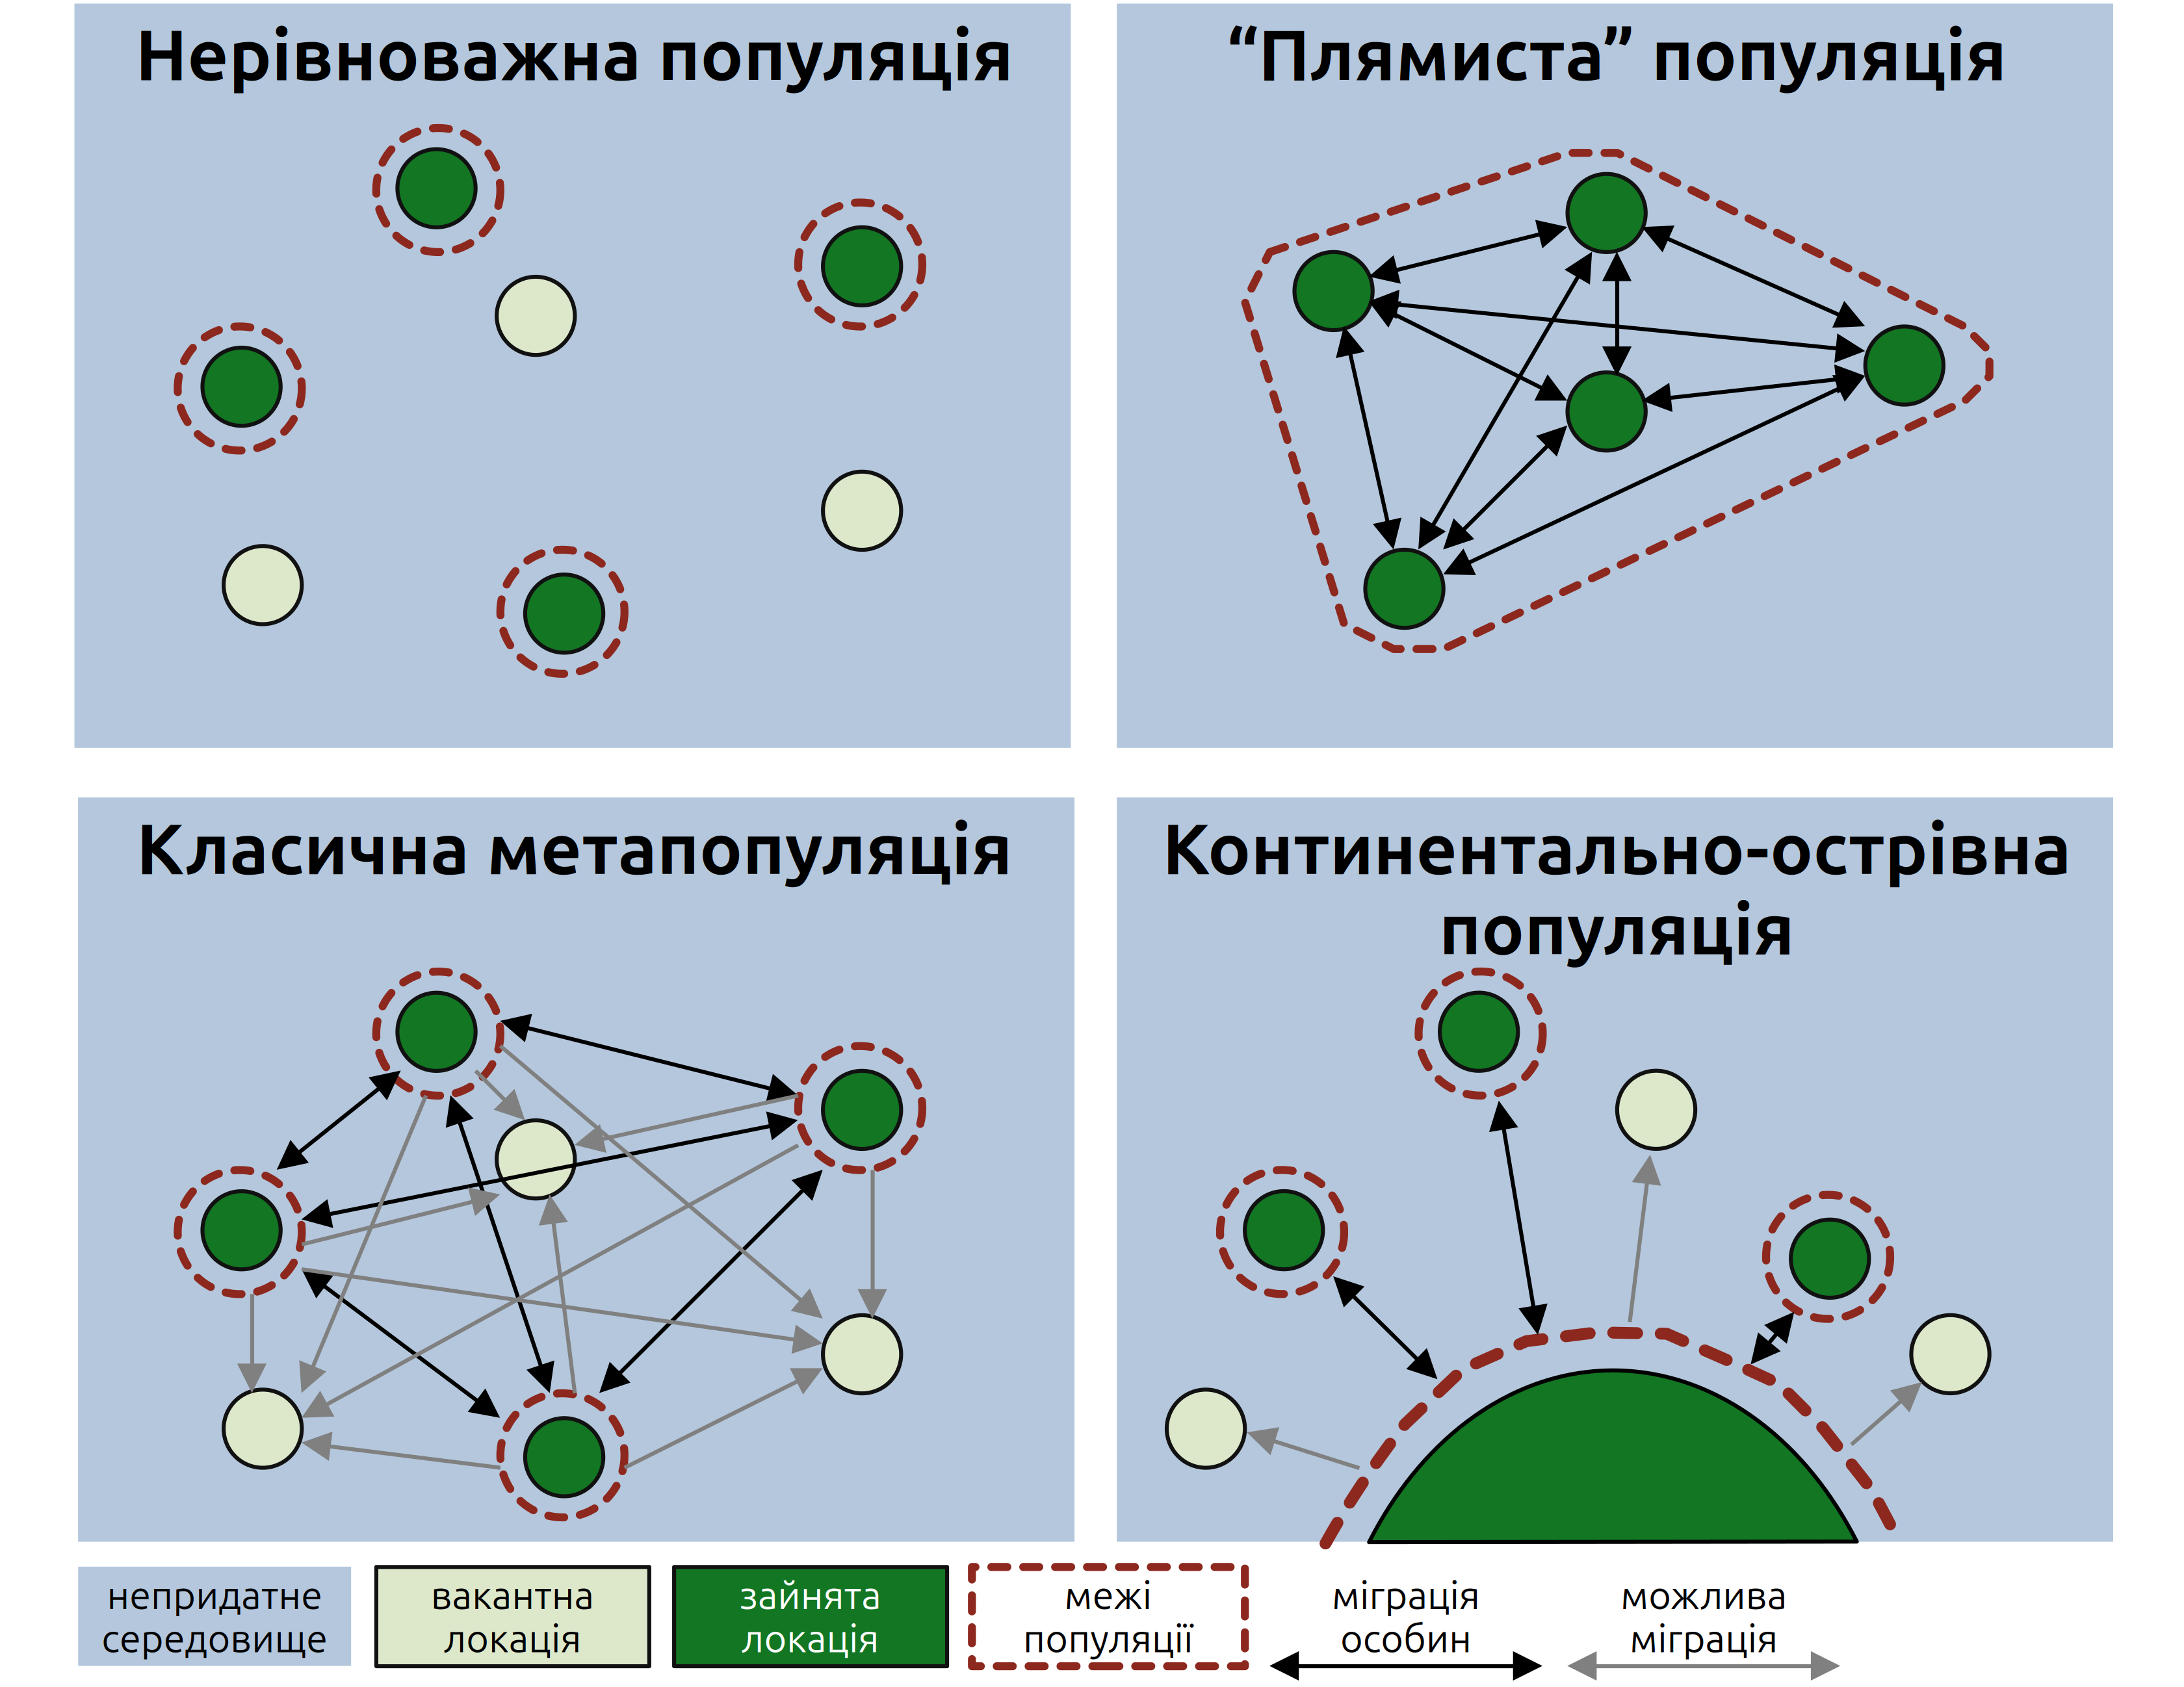 Нерівноважна популяція
“Плямиста” популяція
Класична метапопуляція
Континентально-острівна
популяція
непридатне
середовище
вакантна
локація
зайнята
локація
межі
популяції
міграція
особин
можлива
міграція